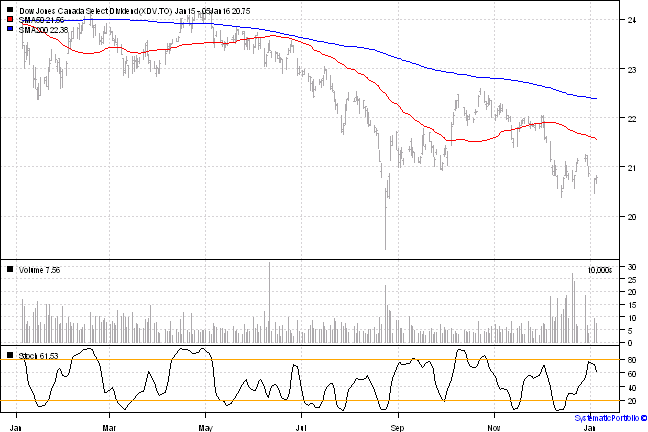 Dow Jones Canada Select Dividend(XDV.TO) Jan15 - 05Jan16 20.75
SMA50 21.56
SMA200 22.38
24
23
22
21
20
Volume 7.56
10,000s
30
25
20
15
10
5
0
Stoch 61.53
80
60
40
20
Jan
Mar
May
Jul
Sep
Nov
Jan
SystematicPortfolio ©